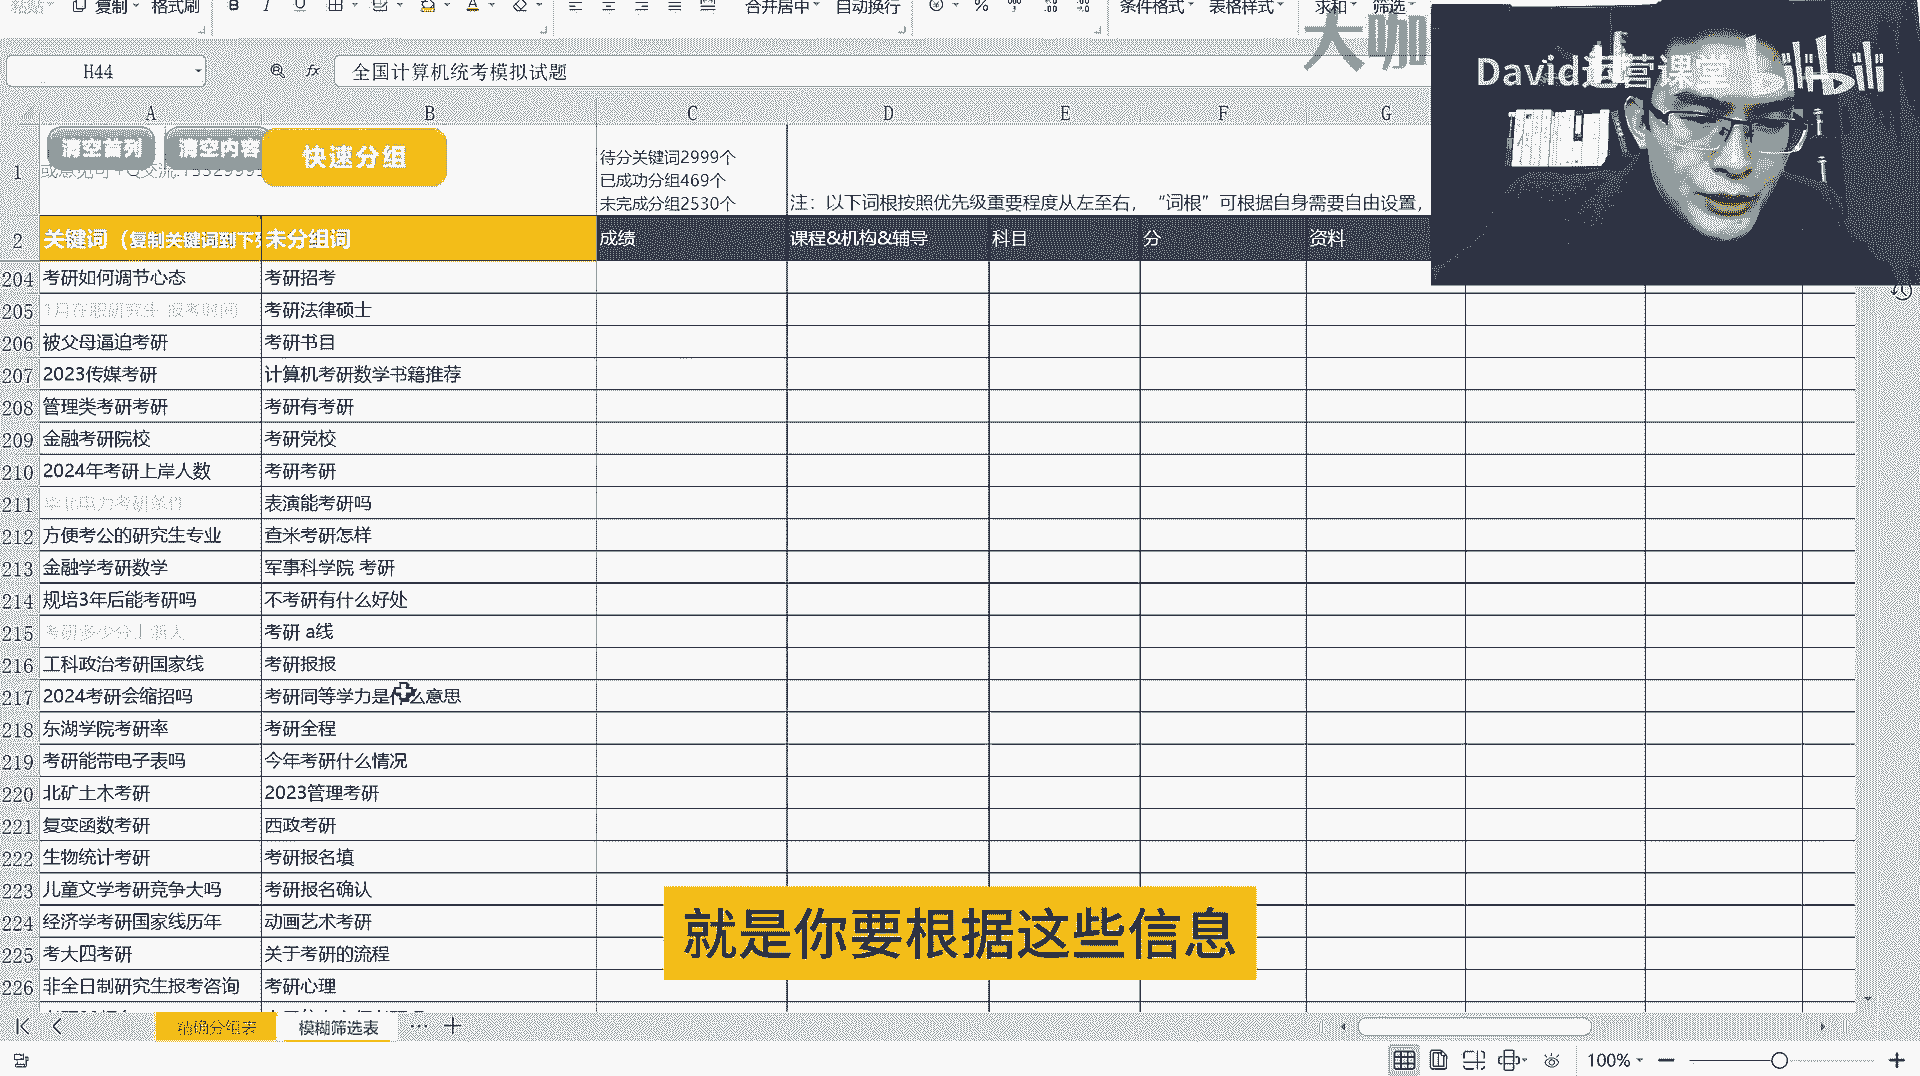 复制 格式刷 B I U 合并居中 自动换行 % 条件格式 表格样式 求和 筛选
大咖
David运营课堂 bilibili
H44 fx 全国计算机统考模拟试题
A B C D E F G
1 清空首列 清空内容 快速分组
待分关键词2999个
已成功分组469个
未完成分组2530个
注：以下词根按照优先级重要程度从左至右，“词根”可根据自身需要自由设置，
2 关键词（复制关键词到下列 未分组词 成绩 课程&机构&辅导 科目 分 资料
204 考研如何调节心态 考研招考
205 1月在职研究生 报考时间 考研法律硕士
206 被父母逼迫考研 考研书目
207 2023传媒考研 计算机考研数学书籍推荐
208 管理类考研考研 考研有考研
209 金融考研院校 考研党校
210 2024年考研上岸人数 考研考研
211 华北电力考研条件 表演能考研吗
212 方便考公的研究生专业 查米考研怎样
213 金融学考研数学 军事科学院 考研
214 规培3年后能考研吗 不考研有什么好处
215 考研 a线
216 工科政治考研国家线 考研报报
217 2024考研会缩招吗 考研同等学力是什么意思
218 东湖学院考研率 考研全程
219 考研能带电子表吗 今年考研什么情况
220 北矿土木考研 2023管理考研
221 复变函数考研 西政考研
222 生物统计考研 考研报名填
223 儿童文学考研竞争大吗 考研报名确认
224 经济学考研国家线历年 动画艺术考研
225 考大四考研 关于考研的流程
226 非全日制研究生报考咨询 考研心理
就是你要根据这些信息
精确分组表 模糊筛选表 ··· +
100% − +